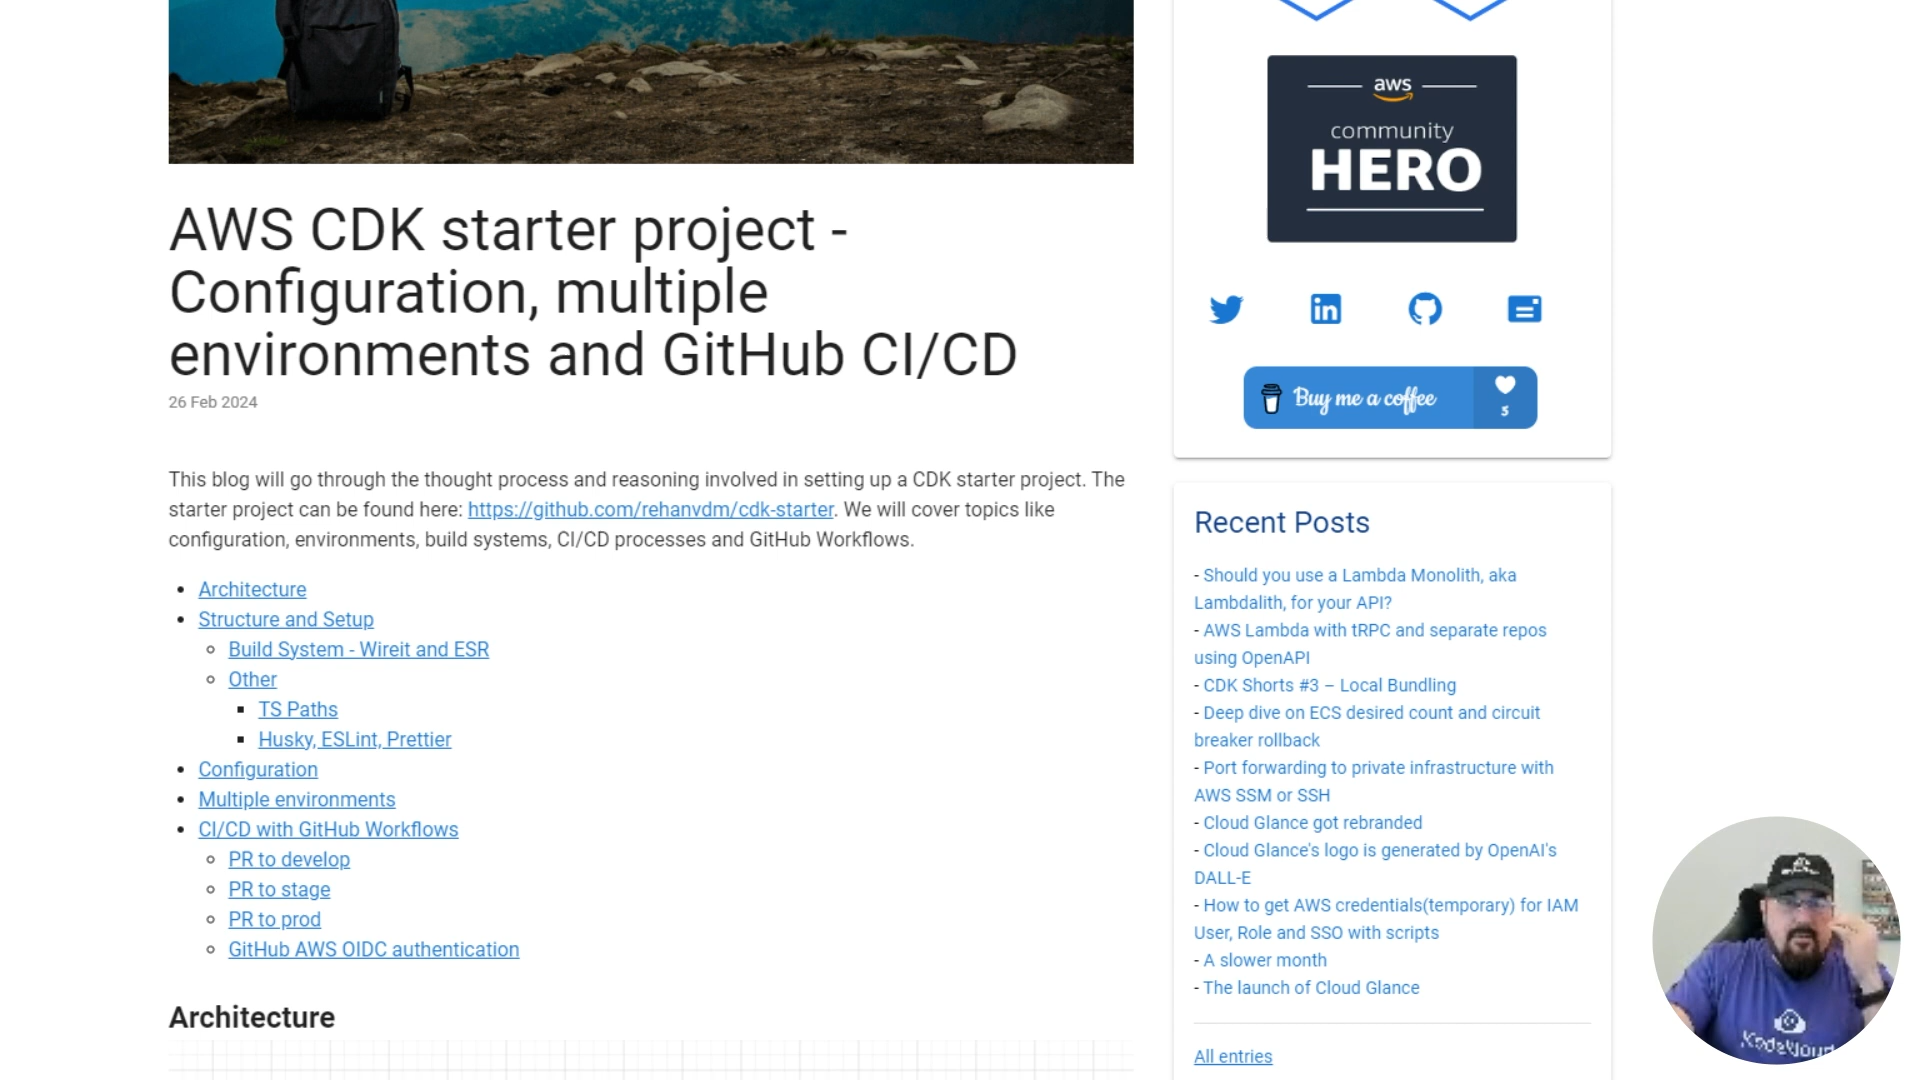 AWS CDK starter project -
Configuration, multiple
environments and GitHub CI/CD
26 Feb 2024
This blog will go through the thought process and reasoning involved in setting up a CDK starter project. The
starter project can be found here: https://github.com/rehanvdm/cdk-starter. We will cover topics like
configuration, environments, build systems, CI/CD processes and GitHub Workflows.
Architecture
Structure and Setup
Build System - Wireit and ESR
Other
TS Paths
Husky, ESLint, Prettier
Configuration
Multiple environments
CI/CD with GitHub Workflows
PR to develop
PR to stage
PR to prod
GitHub AWS OIDC authentication
Architecture
aws
community
HERO
in
Buy me a coffee
5
Recent Posts
- Should you use a Lambda Monolith, aka
Lambdalith, for your API?
- AWS Lambda with tRPC and separate repos
using OpenAPI
- CDK Shorts #3 – Local Bundling
- Deep dive on ECS desired count and circuit
breaker rollback
- Port forwarding to private infrastructure with
AWS SSM or SSH
- Cloud Glance got rebranded
- Cloud Glance's logo is generated by OpenAI's
DALL-E
- How to get AWS credentials(temporary) for IAM
User, Role and SSO with scripts
- A slower month
- The launch of Cloud Glance
All entries
KodeKloud